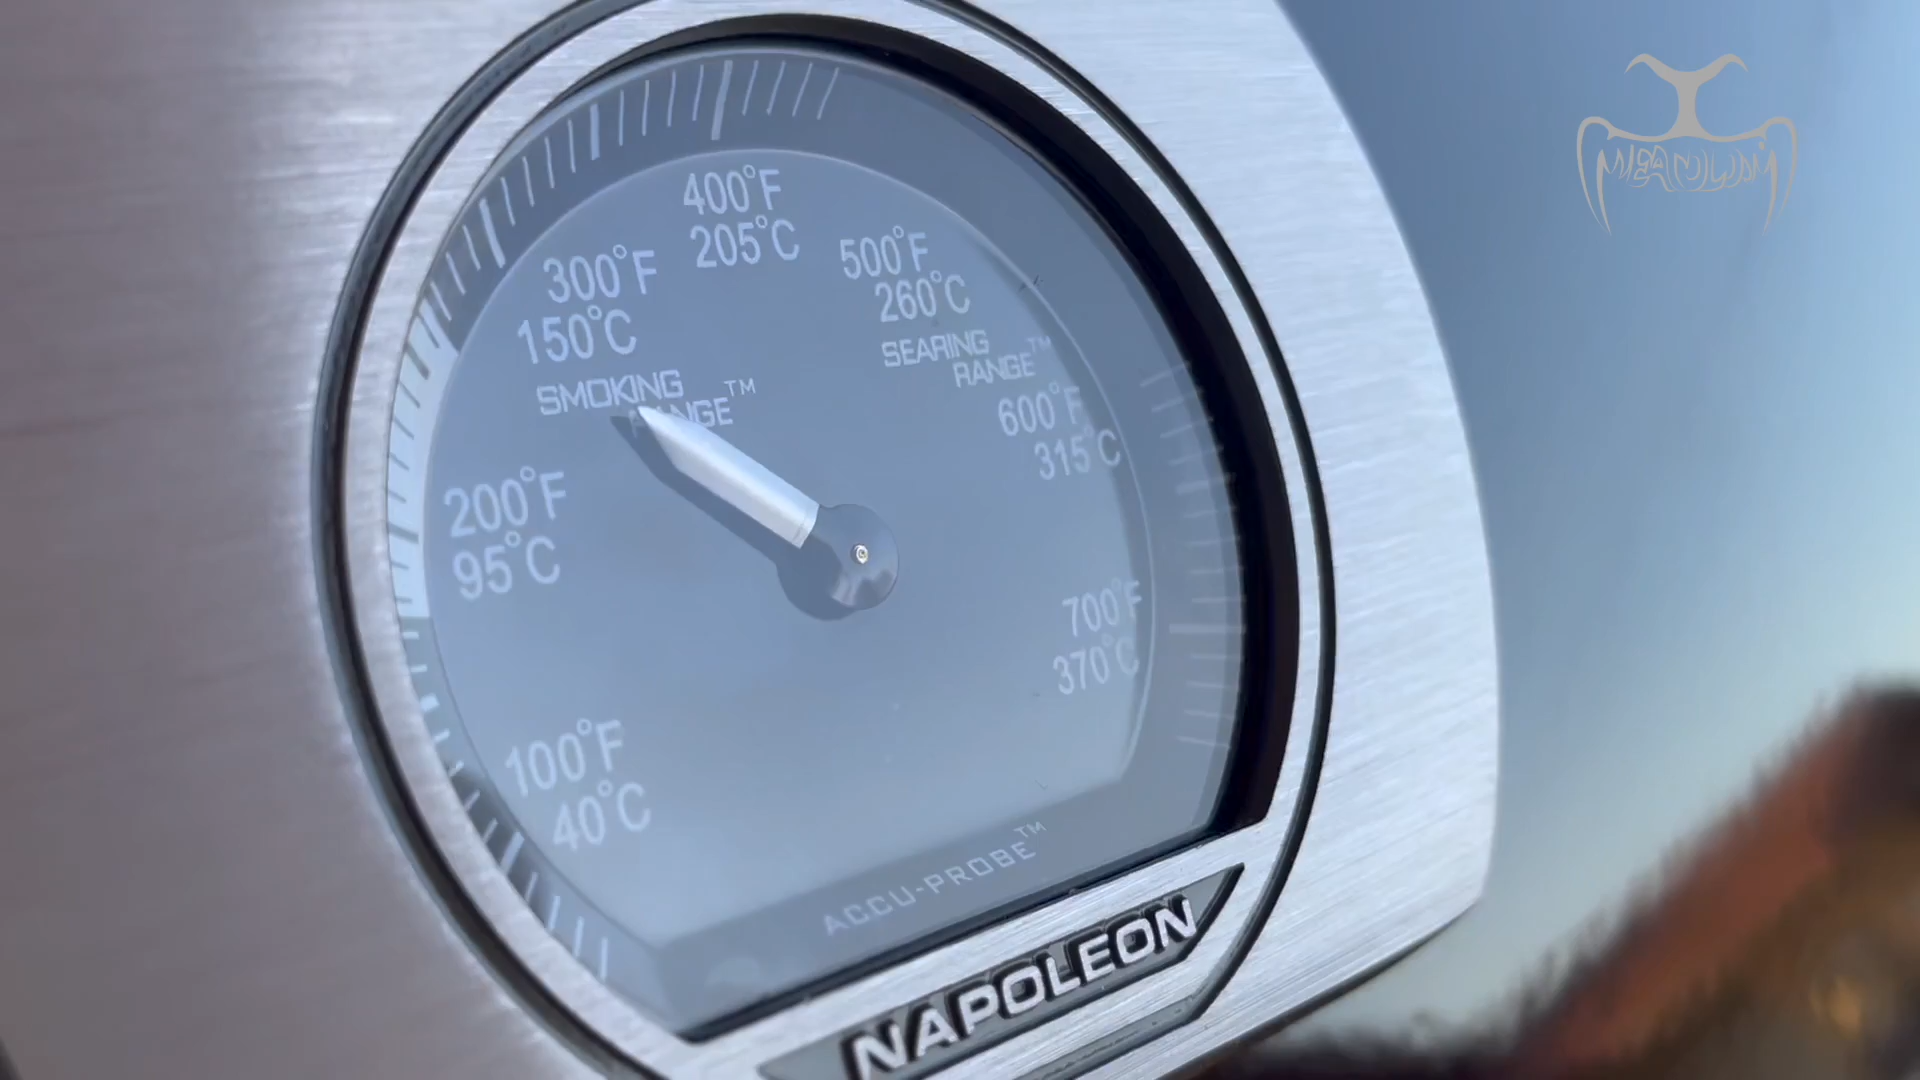 400°F
205°C
300°F
150°C
500°F
260°C
SMOKING
RANGE™
SEARING
RANGE™
600°F
315°C
200°F
95°C
700°F
370°C
100°F
40°C
ACCU-PROBE™
NAPOLEON